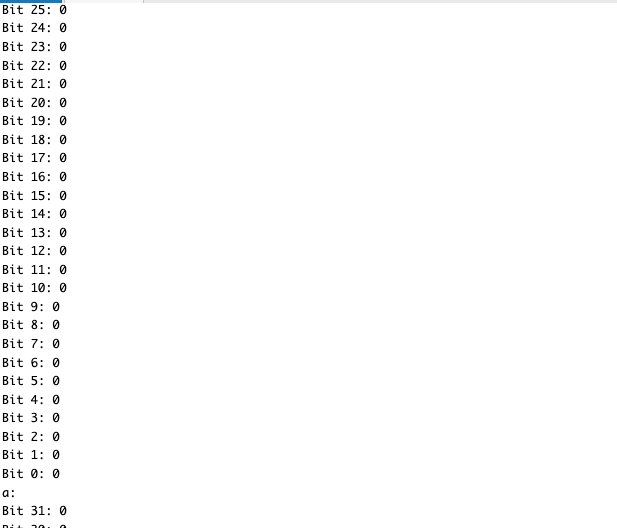 Bit 25: 0
Bit 24: 0
Bit 23: 0
Bit 22: 0
Bit 21: 0
Bit 20: 0
Bit 19: 0
Bit 18: 0
Bit 17: 0
Bit 16: 0
Bit 15: 0
Bit 14: 0
Bit 13: 0
Bit 12: 0
Bit 11: 0
Bit 10: 0
Bit 9: 0
Bit 8: 0
Bit 7: 0
Bit 6: 0
Bit 5: 0
Bit 4: 0
Bit 3: 0
Bit 2: 0
Bit 1: 0
Bit 0: 0
a:
Bit 31: 0